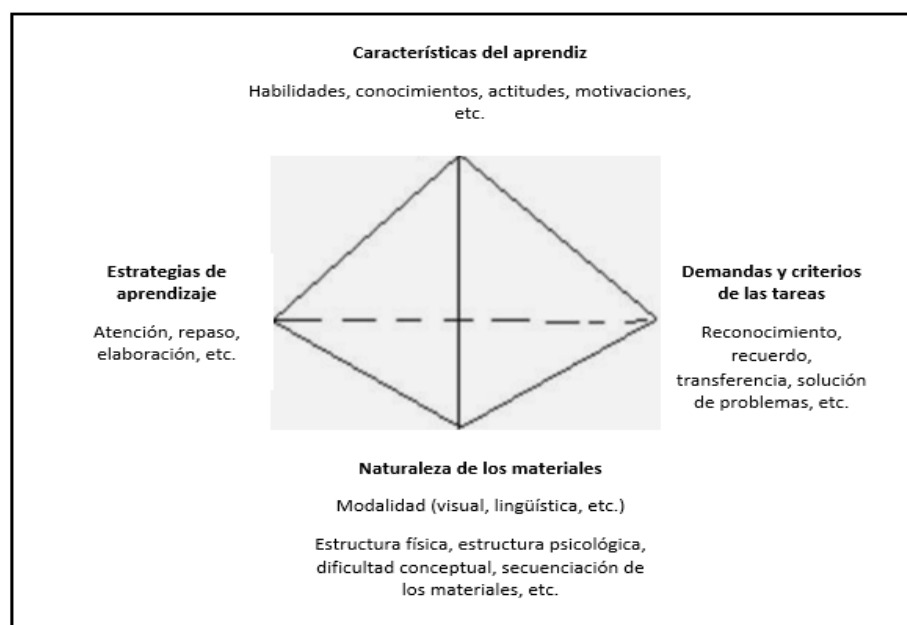 Características del aprendiz
Habilidades, conocimientos, actitudes, motivaciones,
etc.
Estrategias de
aprendizaje
Atención, repaso,
elaboración, etc.
Demandas y criterios
de las tareas
Reconocimiento,
recuerdo,
transferencia, solución
de problemas, etc.
Naturaleza de los materiales
Modalidad (visual, lingüística, etc.)
Estructura física, estructura psicológica,
dificultad conceptual, secuenciación de
los materiales, etc.